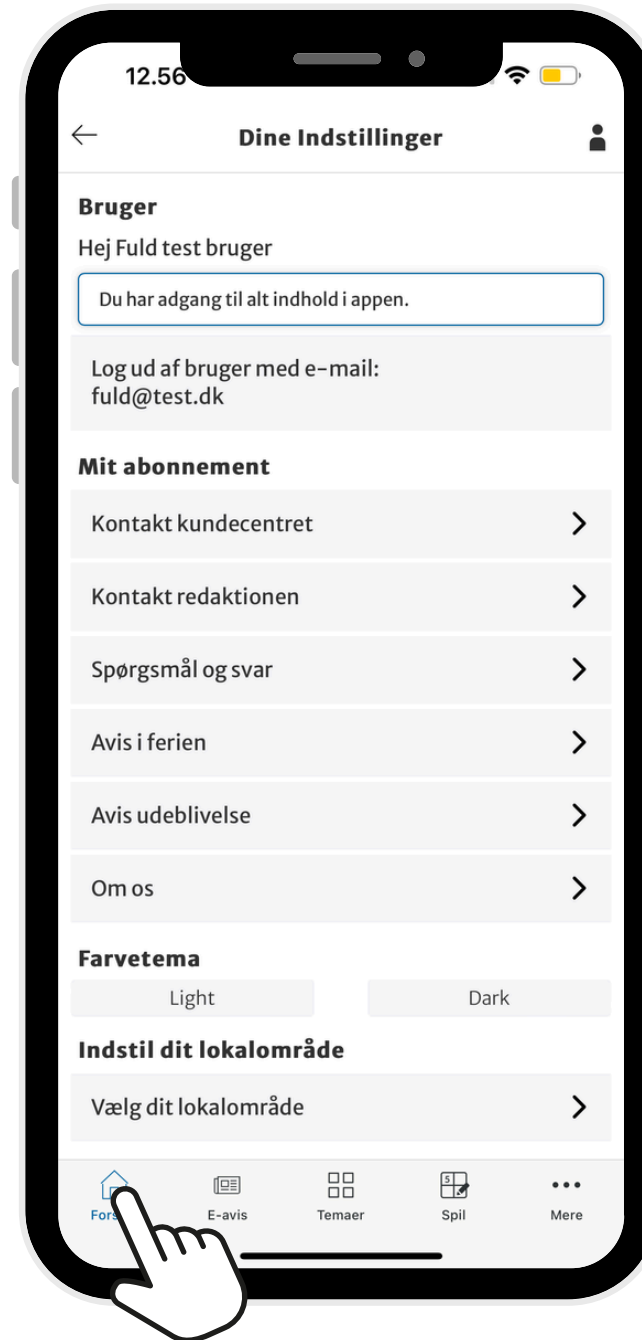 12.56
Dine Indstillinger
Bruger
Hej Fuld test bruger
Du har adgang til alt indhold i appen.
Log ud af bruger med e-mail:
fuld@test.dk
Mit abonnement
Kontakt kundecentret
Kontakt redaktionen
Spørgsmål og svar
Avis i ferien
Avis udeblivelse
Om os
Farvetema
Light Dark
Indstil dit lokalområde
Vælg dit lokalområde
5
E-avis Temaer Spil Mere